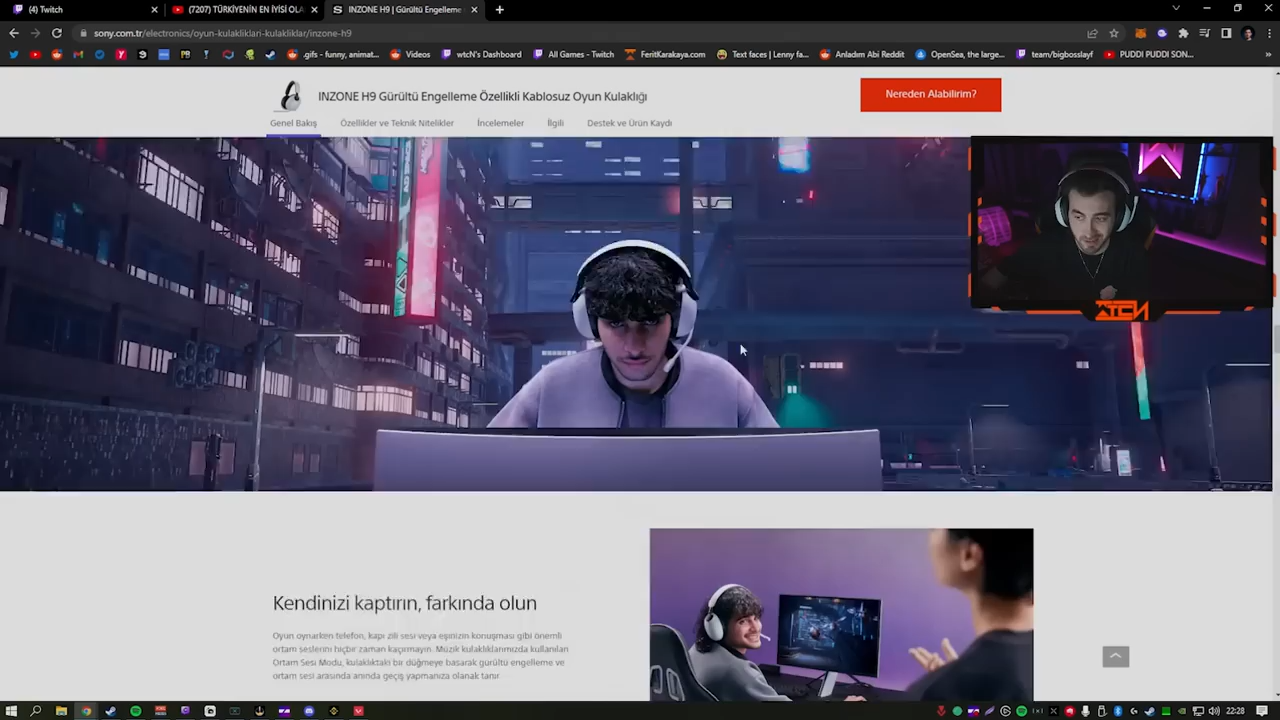 (4) Twitch
(7207) TÜRKİYENİN EN İYİSİ OLA
INZONE H9 | Gürültü Engelleme
sony.com.tr/electronics/oyun-kulakliklari-kulakliklar/inzone-h9
.gifs - funny, animat...
Videos
wtcN's Dashboard
All Games - Twitch
FeritKarakaya.com
Text faces | Lenny fa...
Anladım Abi Reddit
OpenSea, the large...
team/bigbosslayf
PUDDI PUDDI SON...
INZONE H9 Gürültü Engelleme Özellikli Kablosuz Oyun Kulaklığı
Nereden Alabilirim?
Genel Bakış
Özellikler ve Teknik Nitelikler
İncelemeler
İlgili
Destek ve Ürün Kaydı
WTCN
Kendinizi kaptırın, farkında olun
Oyun oynarken telefon, kapı zili sesi veya eşinizin konuşması gibi önemli
ortam seslerini hiçbir zaman kaçırmayın. Müzik kulaklıklarımızda kullanılan
Ortam Sesi Modu, kulaklıktaki bir düğmeye basarak gürültü engelleme ve
ortam sesi arasında anında geçiş yapmanıza olanak tanır
22:28